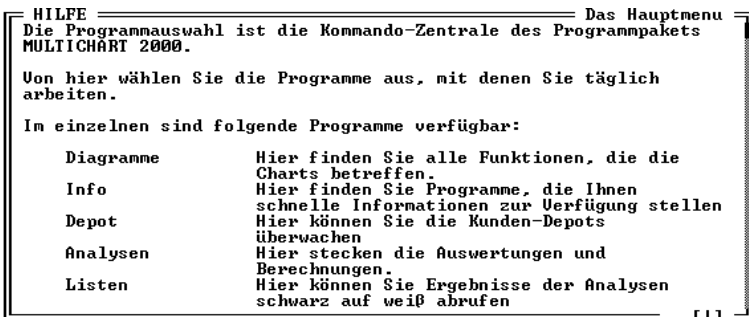 HILFE Das Hauptmenu
Die Programmauswahl ist die Kommando-Zentrale des Programmpakets
MULTICHART 2000.
Von hier wählen Sie die Programme aus, mit denen Sie täglich
arbeiten.
Im einzelnen sind folgende Programme verfügbar:
Diagramme Hier finden Sie alle Funktionen, die die
Charts betreffen.
Info Hier finden Sie Programme, die Ihnen
schnelle Informationen zur Verfügung stellen
Depot Hier können Sie die Kunden-Depots
überwachen
Analysen Hier stecken die Auswertungen und
Berechnungen.
Listen Hier können Sie Ergebnisse der Analysen
schwarz auf weiß abrufen